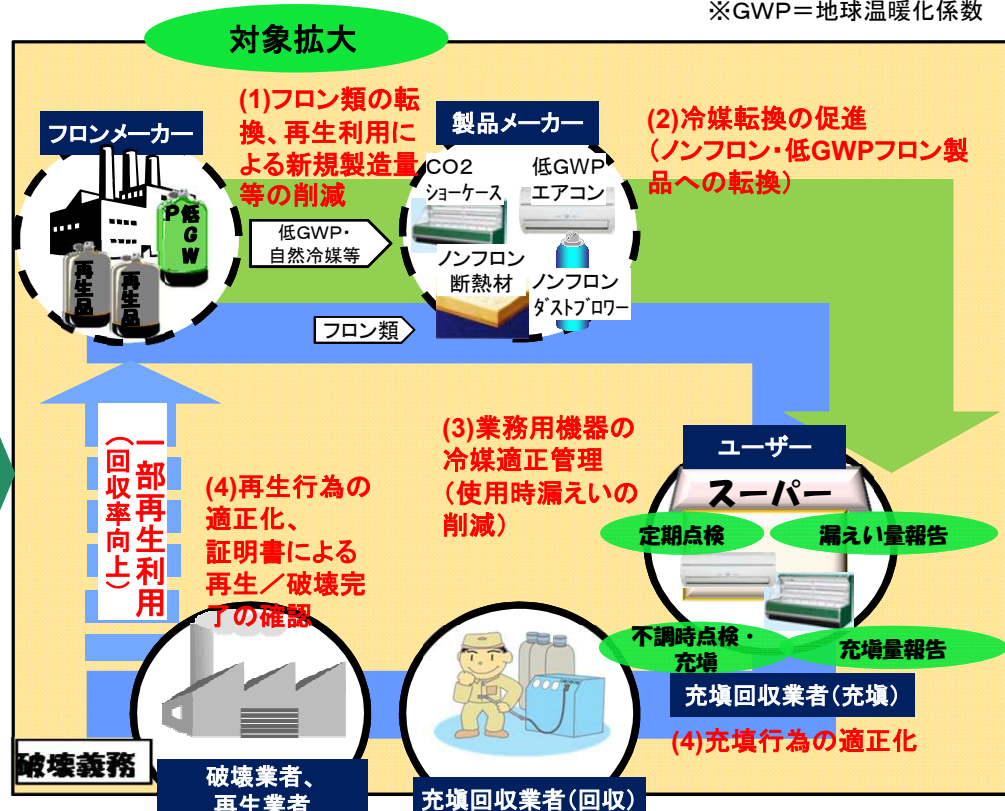 ※GWP＝地球温暖化係数
対象拡大
フロンメーカー
(1)フロン類の転
換、再生利用に
よる新規製造量
等の削減
製品メーカー
(2)冷媒転換の促進
（ノンフロン・低GWPフロン製
品への転換）
低GWP
再生品
再生品
低GWP・
自然冷媒等
フロン類
CO2
ショーケース
低GWP
エアコン
ノンフロン
断熱材
ノンフロン
ダストブロワー
一部再生利用
（回収率向上）
(3)業務用機器の
冷媒適正管理
（使用時漏えいの
削減）
(4)再生行為の
適正化、
証明書による
再生／破壊完
了の確認
ユーザー
スーパー
定期点検
漏えい量報告
不調時点検・
充塡
充塡量報告
充塡回収業者（充塡）
(4)充填行為の適正化
破壊義務
破壊業者、
再生業者
充塡回収業者（回収）